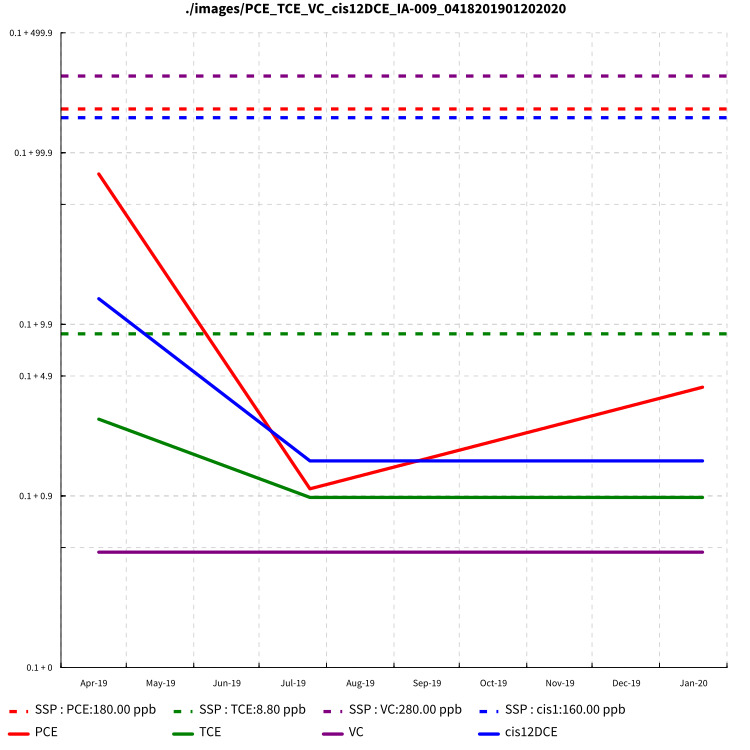 ./images/PCE_TCE_VC_cis12DCE_IA-009_0418201901202020
0.1 + 499.9
0.1 + 99.9
0.1 + 9.9
0.1 + 4.9
0.1 + 0.9
0.1 + 0
Apr-19 May-19 Jun-19 Jul-19 Aug-19 Sep-19 Oct-19 Nov-19 Dec-19 Jan-20
SSP : PCE:180.00 ppb SSP : TCE:8.80 ppb SSP : VC:280.00 ppb SSP : cis1:160.00 ppb
PCE TCE VC cis12DCE